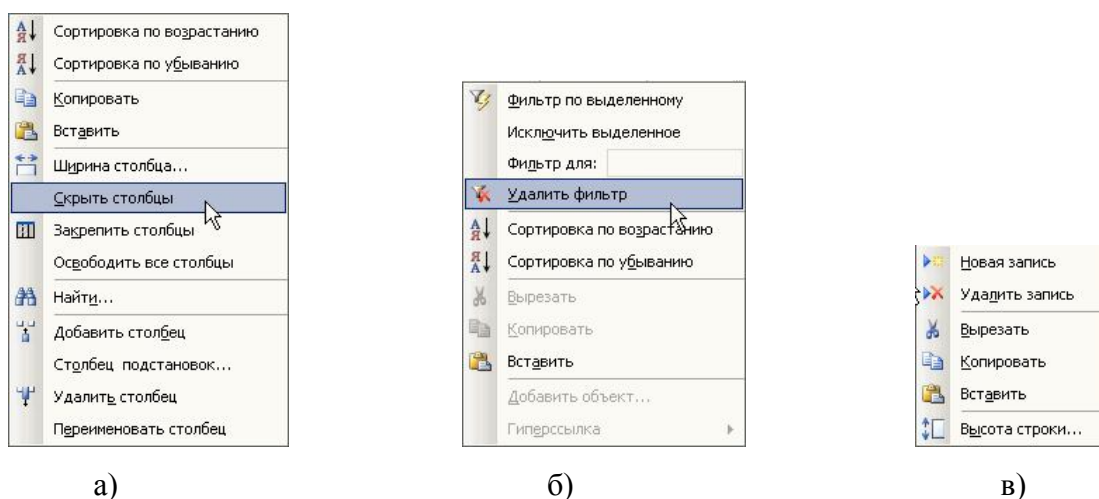 Сортировка по возрастанию
Сортировка по убыванию
Копировать
Вставить
Ширина столбца...
Скрыть столбцы
Закрепить столбцы
Освободить все столбцы
Найти...
Добавить столбец
Столбец подстановок...
Удалить столбец
Переименовать столбец
а)
Фильтр по выделенному
Исключить выделенное
Фильтр для:
Удалить фильтр
Сортировка по возрастанию
Сортировка по убыванию
Вырезать
Копировать
Вставить
Добавить объект...
Гиперссылка
б)
Новая запись
Удалить запись
Вырезать
Копировать
Вставить
Высота строки...
в)